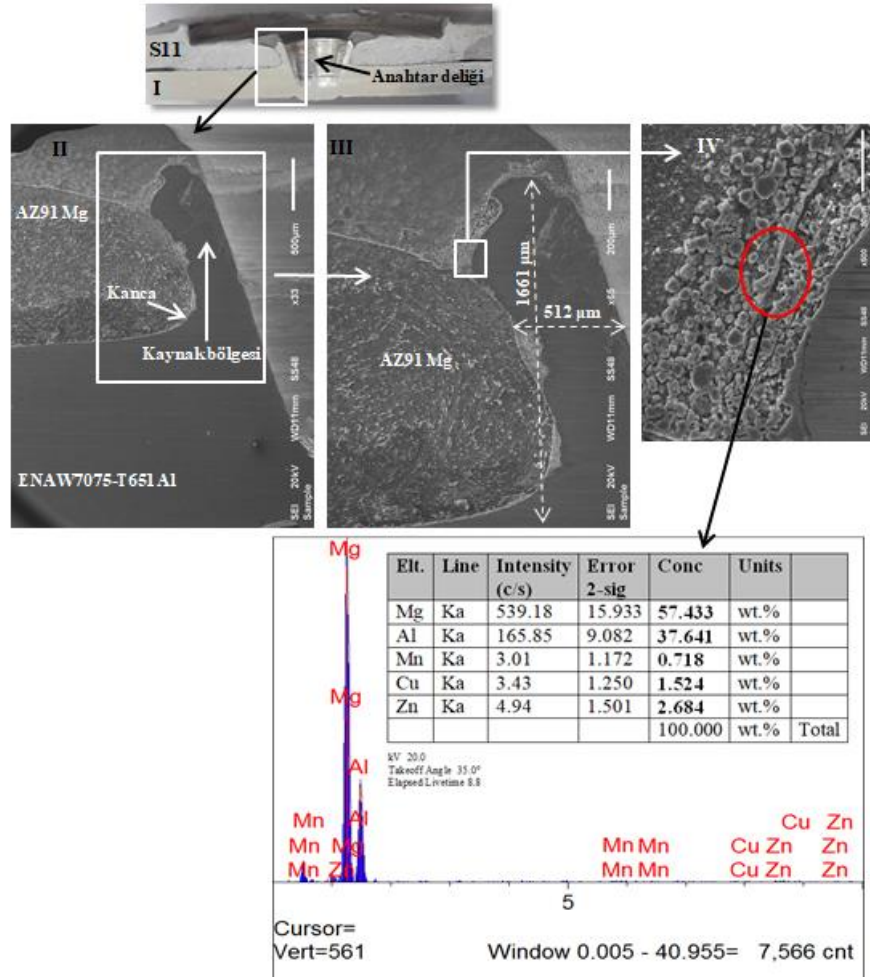 S11
I
Anahtar deliği
II
AZ91 Mg
Kanca
Kaynak bölgesi
ENAW7075-T651 Al
SEI 20kV WD11mm SS48 x33 500µm
Sample
III
AZ91 Mg
1661 µm
512 µm
SEI 20kV WD11mm SS48 x65 200µm
Sample
IV
SEI 20kV WD11mm SS48 x500
Mg
Mg
Al
Mn Al
Mn Mg
Mn Zn
Mn Mn
Mn Mn
Cu Zn
Cu Zn Zn
Cu Zn Zn
Elt. Line Intensity (c/s) Error 2-sig Conc Units
Mg Ka 539.18 15.933 57.433 wt.%
Al Ka 165.85 9.082 37.641 wt.%
Mn Ka 3.01 1.172 0.718 wt.%
Cu Ka 3.43 1.250 1.524 wt.%
Zn Ka 4.94 1.501 2.684 wt.%
100.000 wt.% Total
kV 20.0
Takeoff Angle 35.0°
Elapsed Livetime 8.8
5
Cursor=
Vert=561 Window 0.005 - 40.955= 7,566 cnt